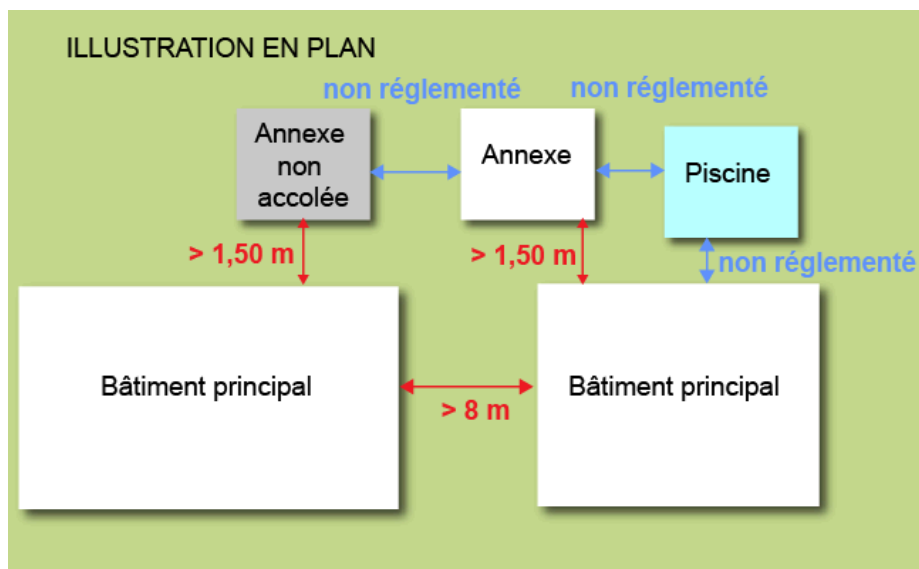 ILLUSTRATION EN PLAN
non réglementé
non réglementé
Annexe
non
accolée
Annexe
Piscine
> 1,50 m
> 1,50 m
non réglementé
Bâtiment principal
> 8 m
Bâtiment principal